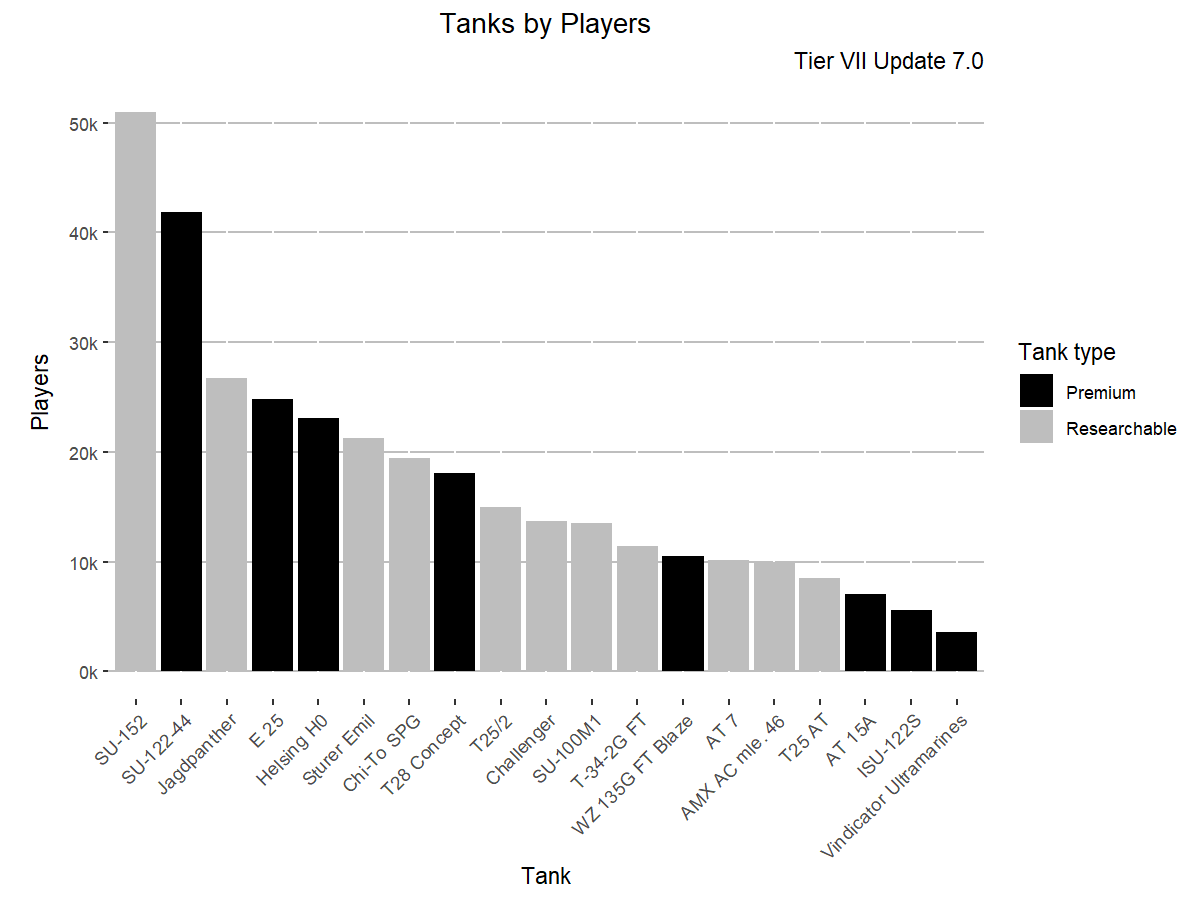 Tanks by Players
Tier VII Update 7.0
50k
40k
30k
20k
10k
0k
Players
SU-152
SU-122-44
Jagdpanther
E 25
Helsing H0
Sturer Emil
Chi-To SPG
T28 Concept
T25/2
Challenger
SU-100M1
T-34-2G FT
WZ 135G FT Blaze
AT 7
AMX AC mle. 46
T25 AT
AT 15A
ISU-122S
Vindicator Ultramarines
Tank
Tank type
Premium
Researchable